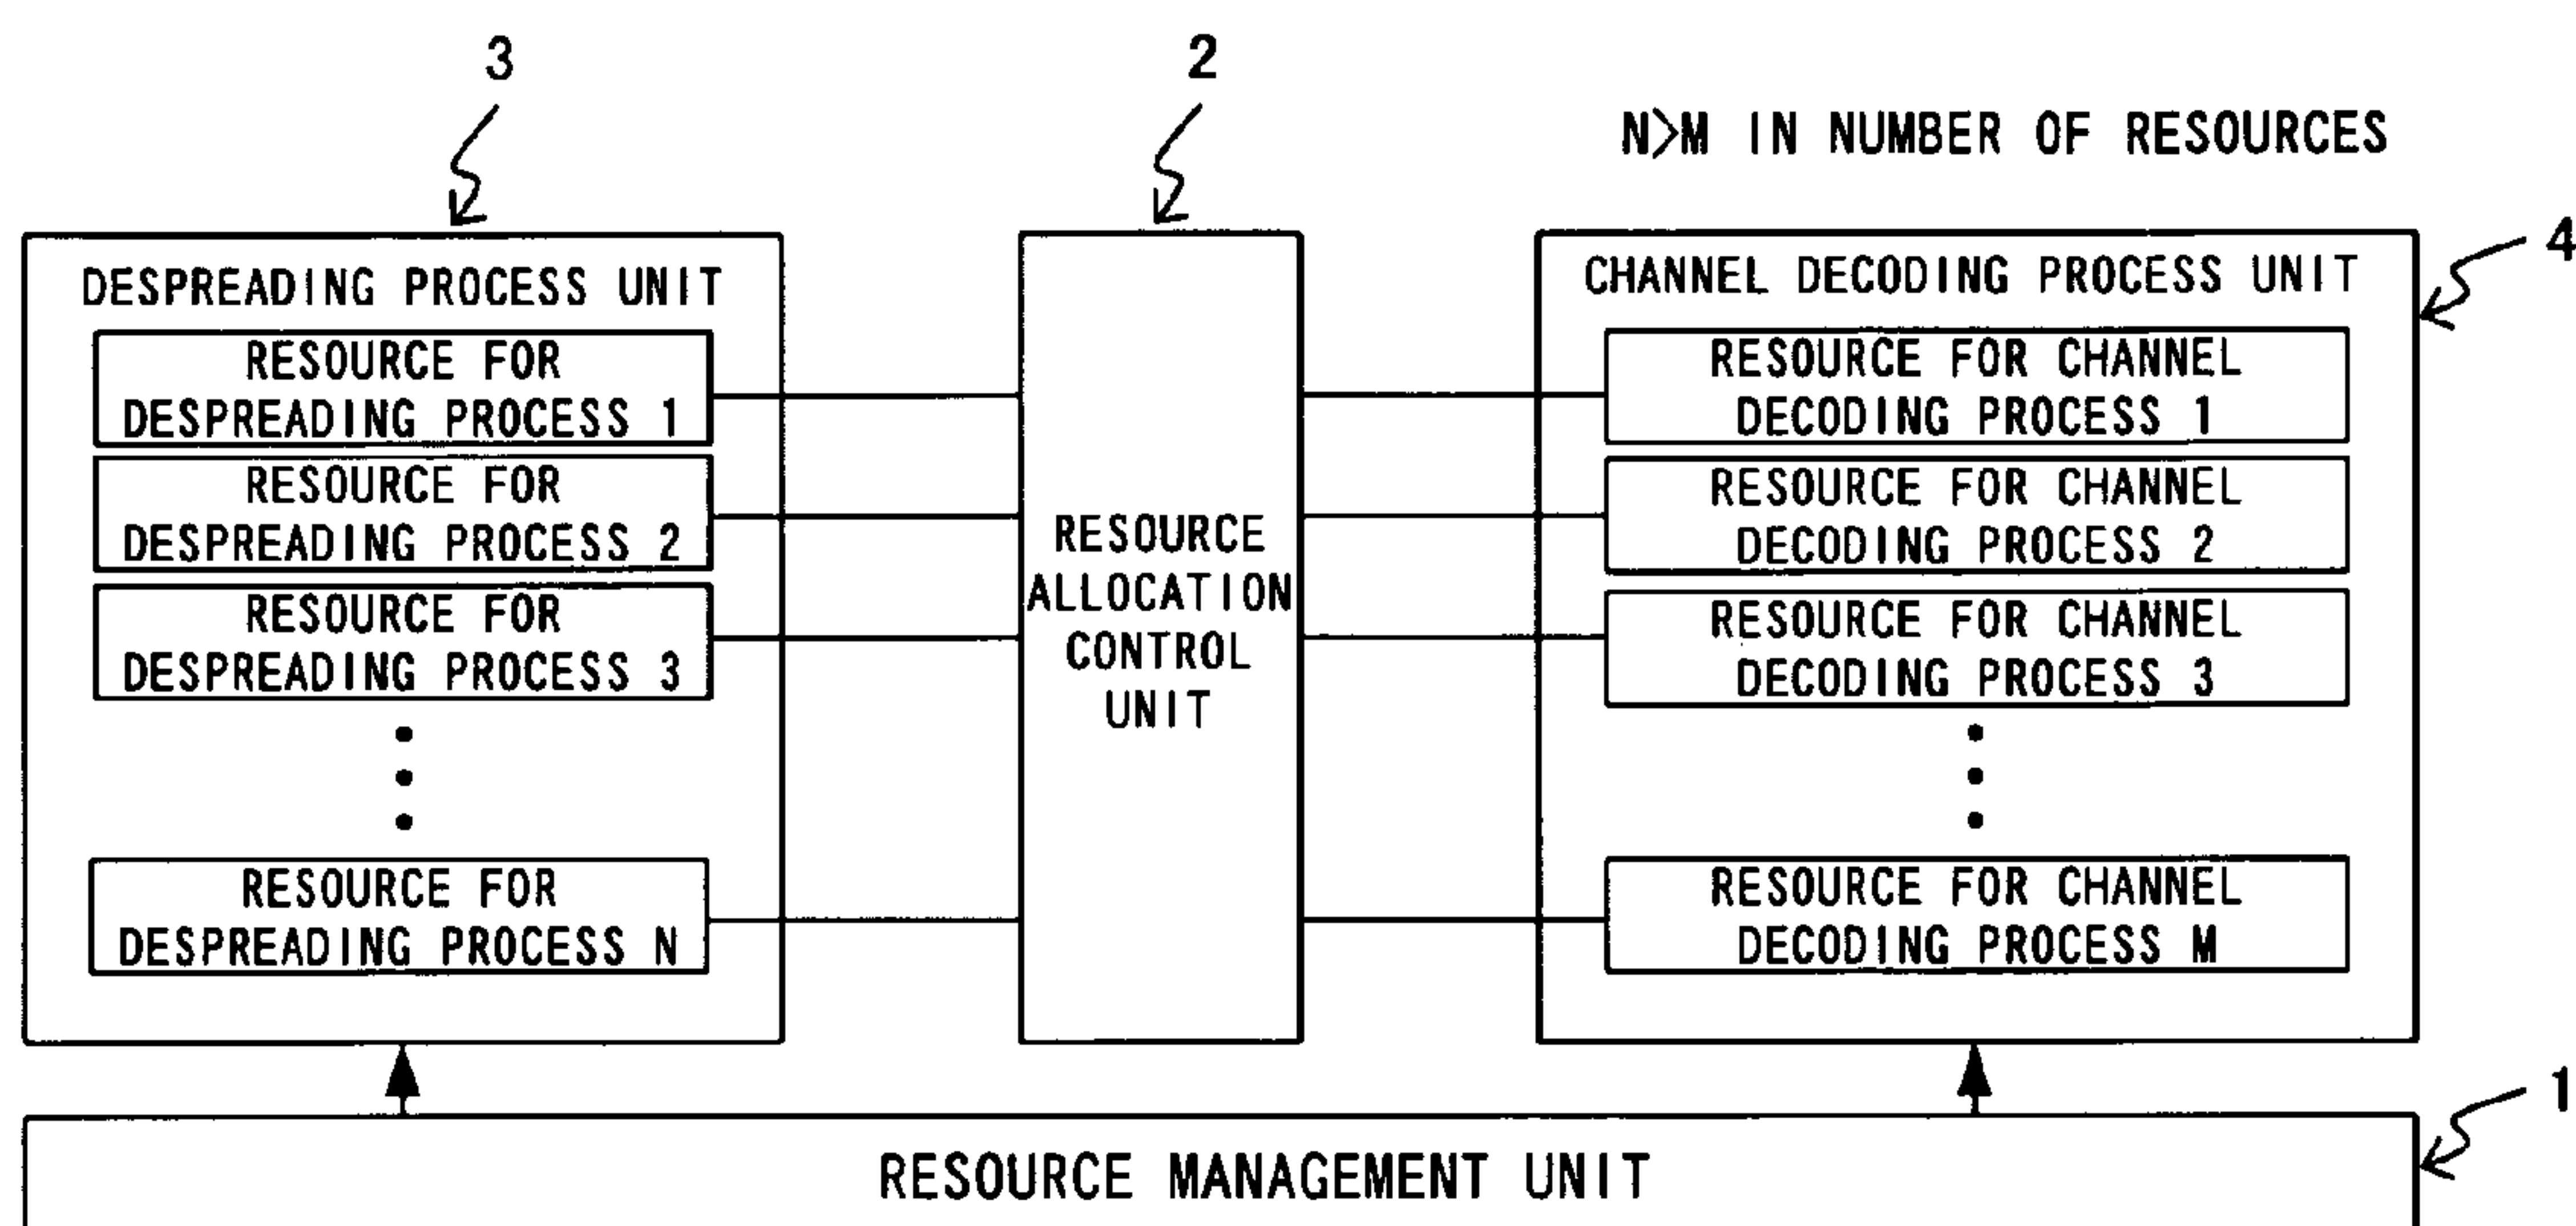 3
2
N>M IN NUMBER OF RESOURCES
4
DESPREADING PROCESS UNIT
RESOURCE FOR
DESPREADING PROCESS 1
RESOURCE FOR
DESPREADING PROCESS 2
RESOURCE FOR
DESPREADING PROCESS 3
RESOURCE FOR
DESPREADING PROCESS N
RESOURCE
ALLOCATION
CONTROL
UNIT
CHANNEL DECODING PROCESS UNIT
RESOURCE FOR CHANNEL
DECODING PROCESS 1
RESOURCE FOR CHANNEL
DECODING PROCESS 2
RESOURCE FOR CHANNEL
DECODING PROCESS 3
RESOURCE FOR CHANNEL
DECODING PROCESS M
1
RESOURCE MANAGEMENT UNIT